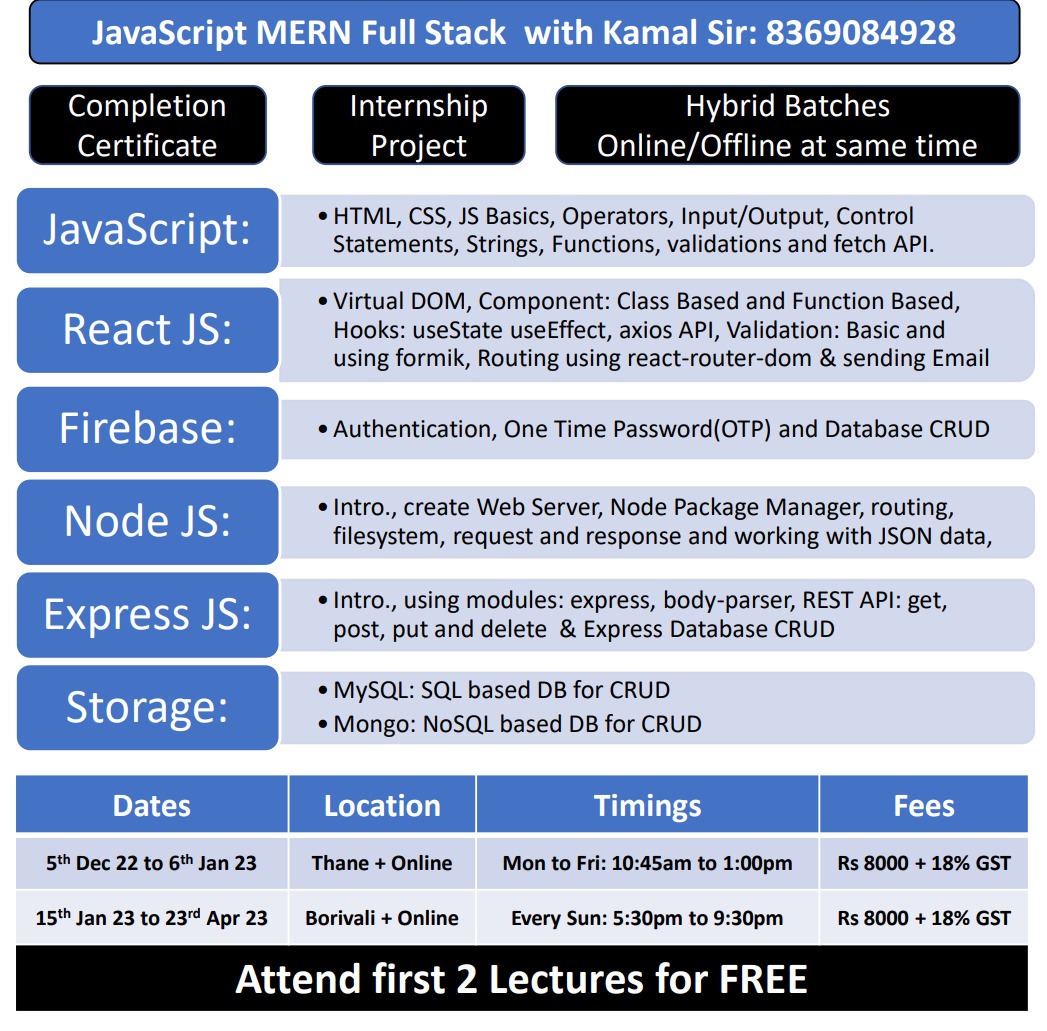 JavaScript MERN Full Stack with Kamal Sir: 8369084928
Completion
Certificate
Internship
Project
Hybrid Batches
Online/Offline at same time
JavaScript:
• HTML, CSS, JS Basics, Operators, Input/Output, Control
Statements, Strings, Functions, validations and fetch API.
React JS:
• Virtual DOM, Component: Class Based and Function Based,
Hooks: useState useEffect, axios API, Validation: Basic and
using formik, Routing using react-router-dom & sending Email
Firebase:
• Authentication, One Time Password(OTP) and Database CRUD
Node JS:
• Intro., create Web Server, Node Package Manager, routing,
filesystem, request and response and working with JSON data,
Express JS:
• Intro., using modules: express, body-parser, REST API: get,
post, put and delete & Express Database CRUD
Storage:
• MySQL: SQL based DB for CRUD
• Mongo: NoSQL based DB for CRUD
Dates Location Timings Fees
5th Dec 22 to 6th Jan 23 Thane + Online Mon to Fri: 10:45am to 1:00pm Rs 8000 + 18% GST
15th Jan 23 to 23rd Apr 23 Borivali + Online Every Sun: 5:30pm to 9:30pm Rs 8000 + 18% GST
Attend first 2 Lectures for FREE